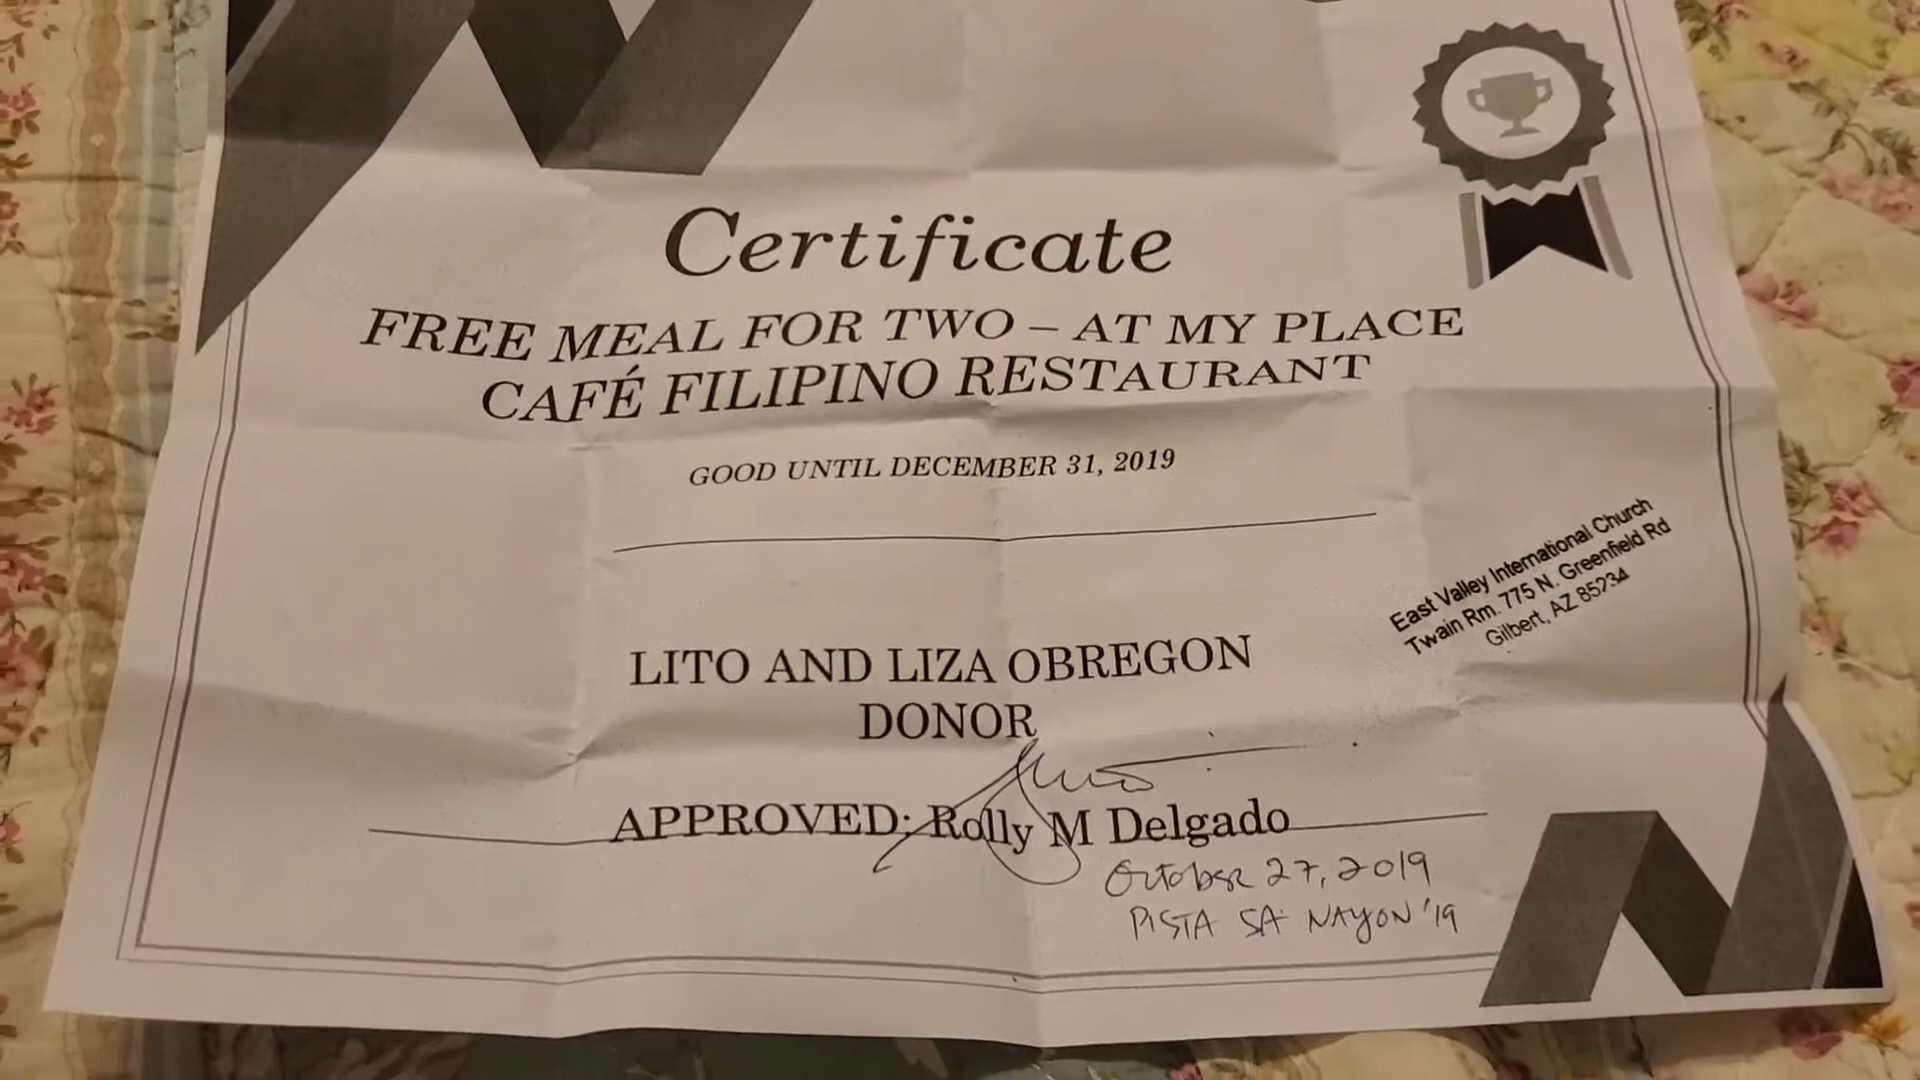 Certificate
FREE MEAL FOR TWO – AT MY PLACE
CAFÉ FILIPINO RESTAURANT
GOOD UNTIL DECEMBER 31, 2019
East Valley International Church
Twain Rm. 775 N. Greenfield Rd
Gilbert, AZ 85234
LITO AND LIZA OBREGON
DONOR
APPROVED: Rolly M Delgado
October 27, 2019
PISTA SA NAYON '19